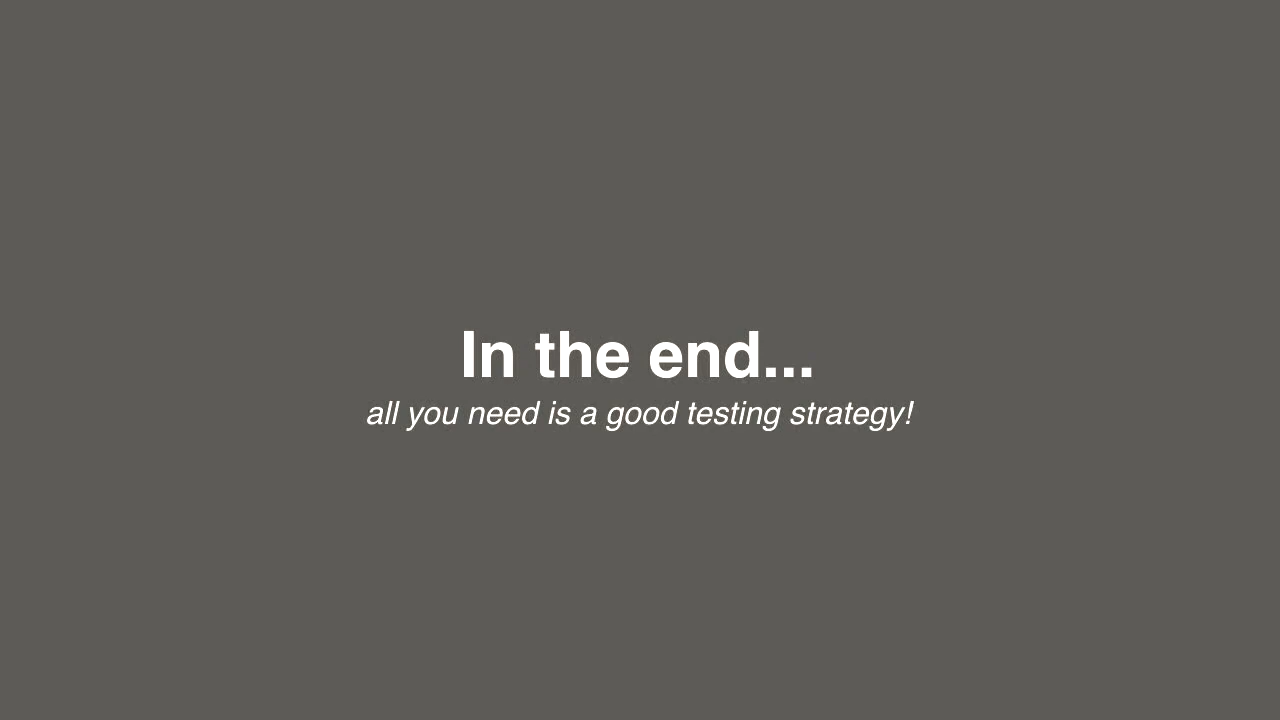 In the end...
all you need is a good testing strategy!